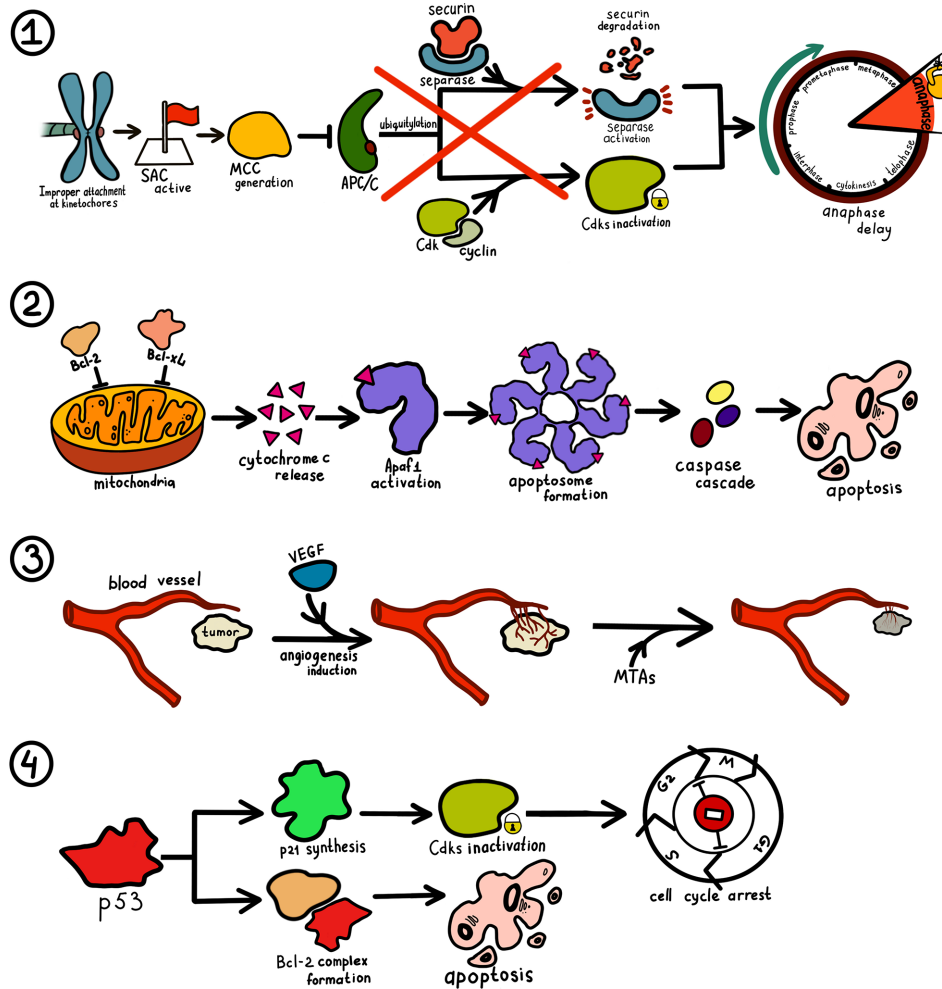 1
securin
separase
securin
degradation
separase
activation
Improper attachment
at kinetochores
SAC
active
MCC
generation
APC/C
ubiquitylation
Cdk
cyclin
Cdks inactivation
interphase
prophase
prometaphase
metaphase
anaphase
telophase
cytokinesis
anaphase
delay
2
Bcl-2
Bcl-xL
mitochondria
cytochrome c
release
Apaf1
activation
apoptosome
formation
caspase
cascade
apoptosis
3
blood vessel
tumor
VEGF
angiogenesis
induction
MTAs
4
p53
p21 synthesis
Cdks inactivation
G2
M
G1
S
cell cycle arrest
Bcl-2 complex
formation
apoptosis